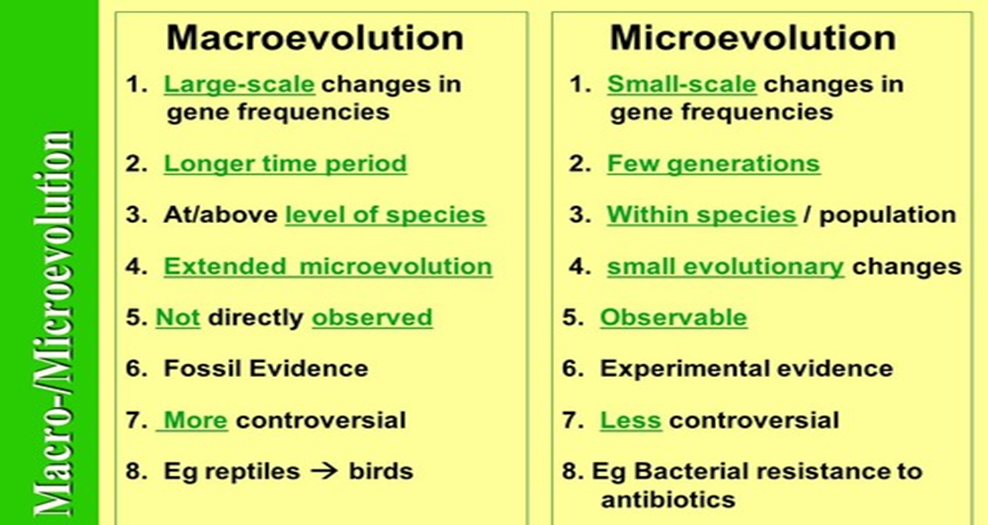 Macro-/Microevolution
Macroevolution
1. Large-scale changes in
gene frequencies
2. Longer time period
3. At/above level of species
4. Extended microevolution
5. Not directly observed
6. Fossil Evidence
7. More controversial
8. Eg reptiles → birds
Microevolution
1. Small-scale changes in
gene frequencies
2. Few generations
3. Within species / population
4. small evolutionary changes
5. Observable
6. Experimental evidence
7. Less controversial
8. Eg Bacterial resistance to
antibiotics